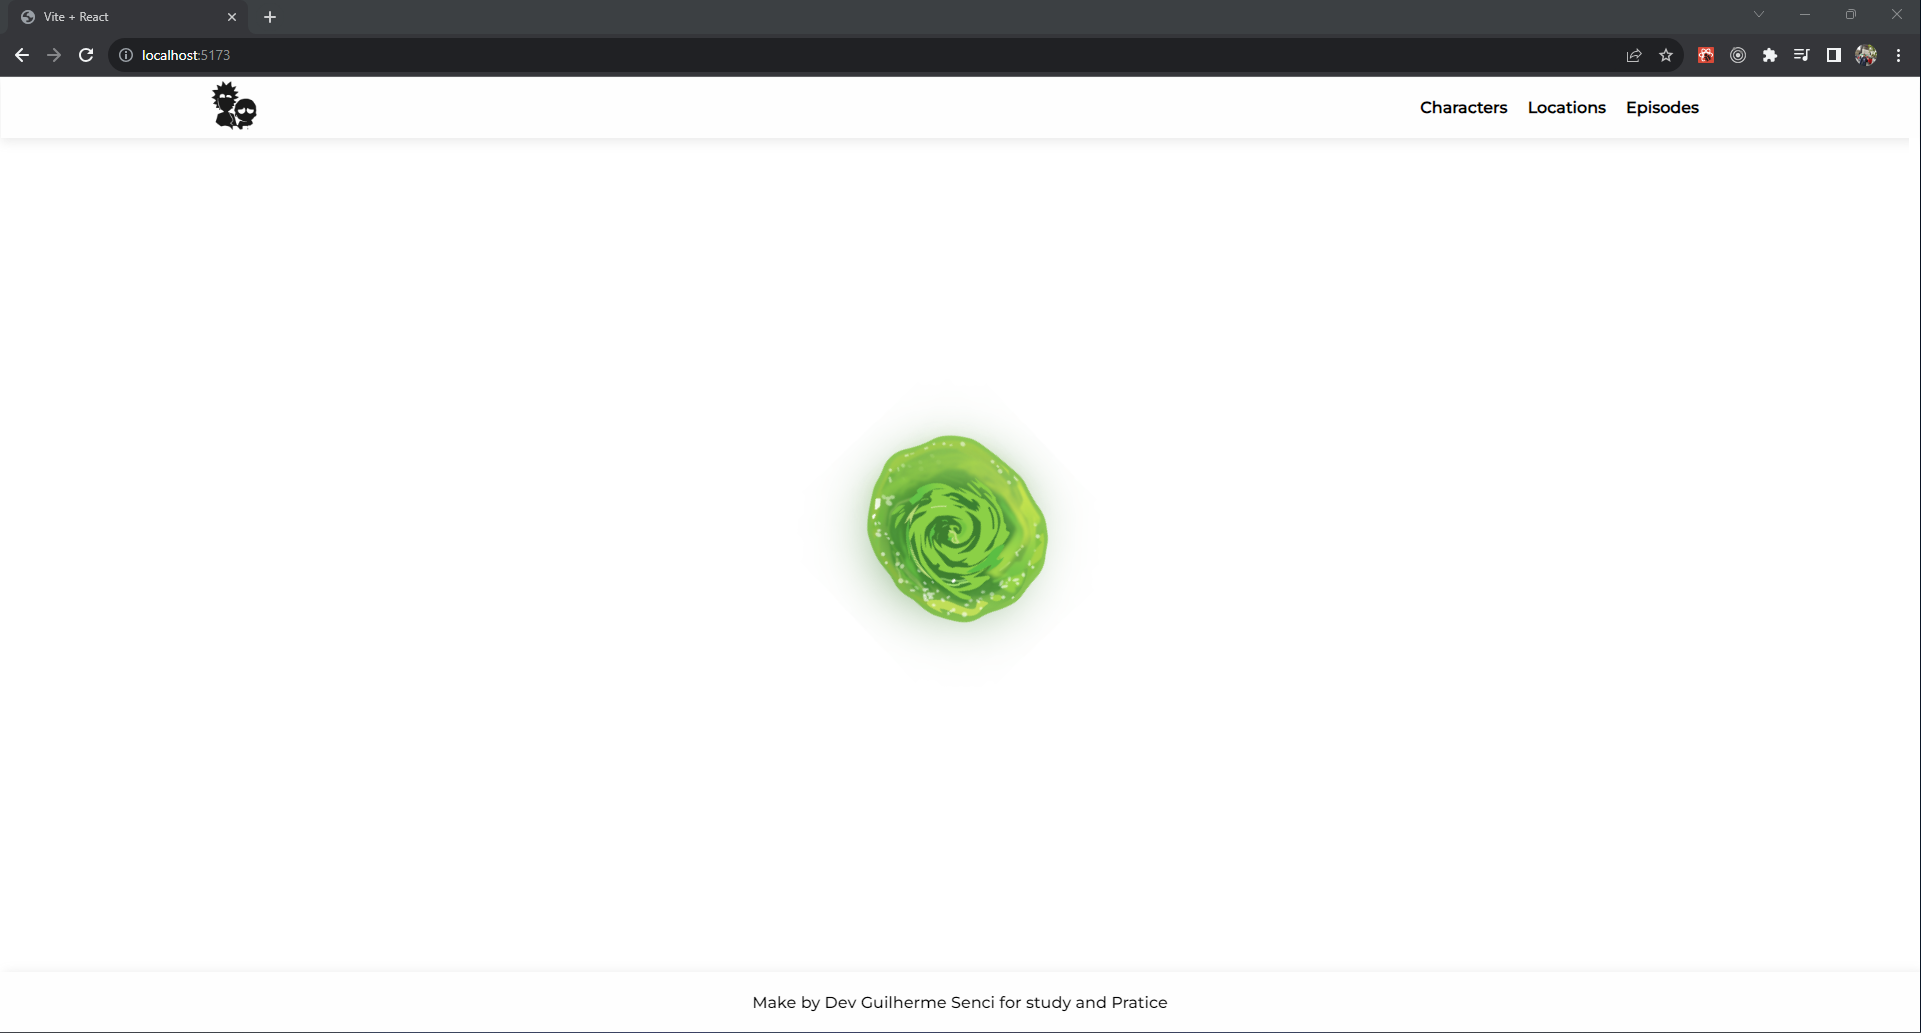 Vite + React
localhost:5173
Characters Locations Episodes
Make by Dev Guilherme Senci for study and Pratice